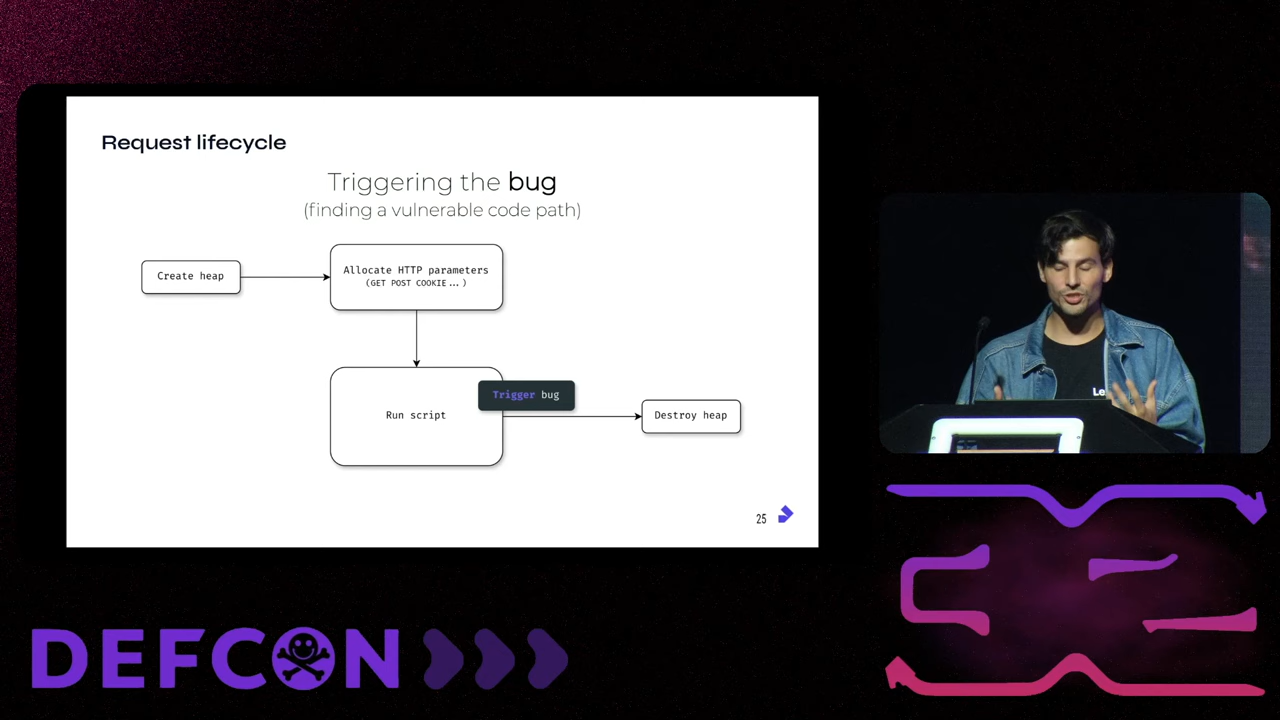 Request lifecycle
Triggering the bug
(finding a vulnerable code path)
Create heap
Allocate HTTP parameters
(GET POST COOKIE...)
Run script
Trigger bug
Destroy heap
25
Le
DEFCON